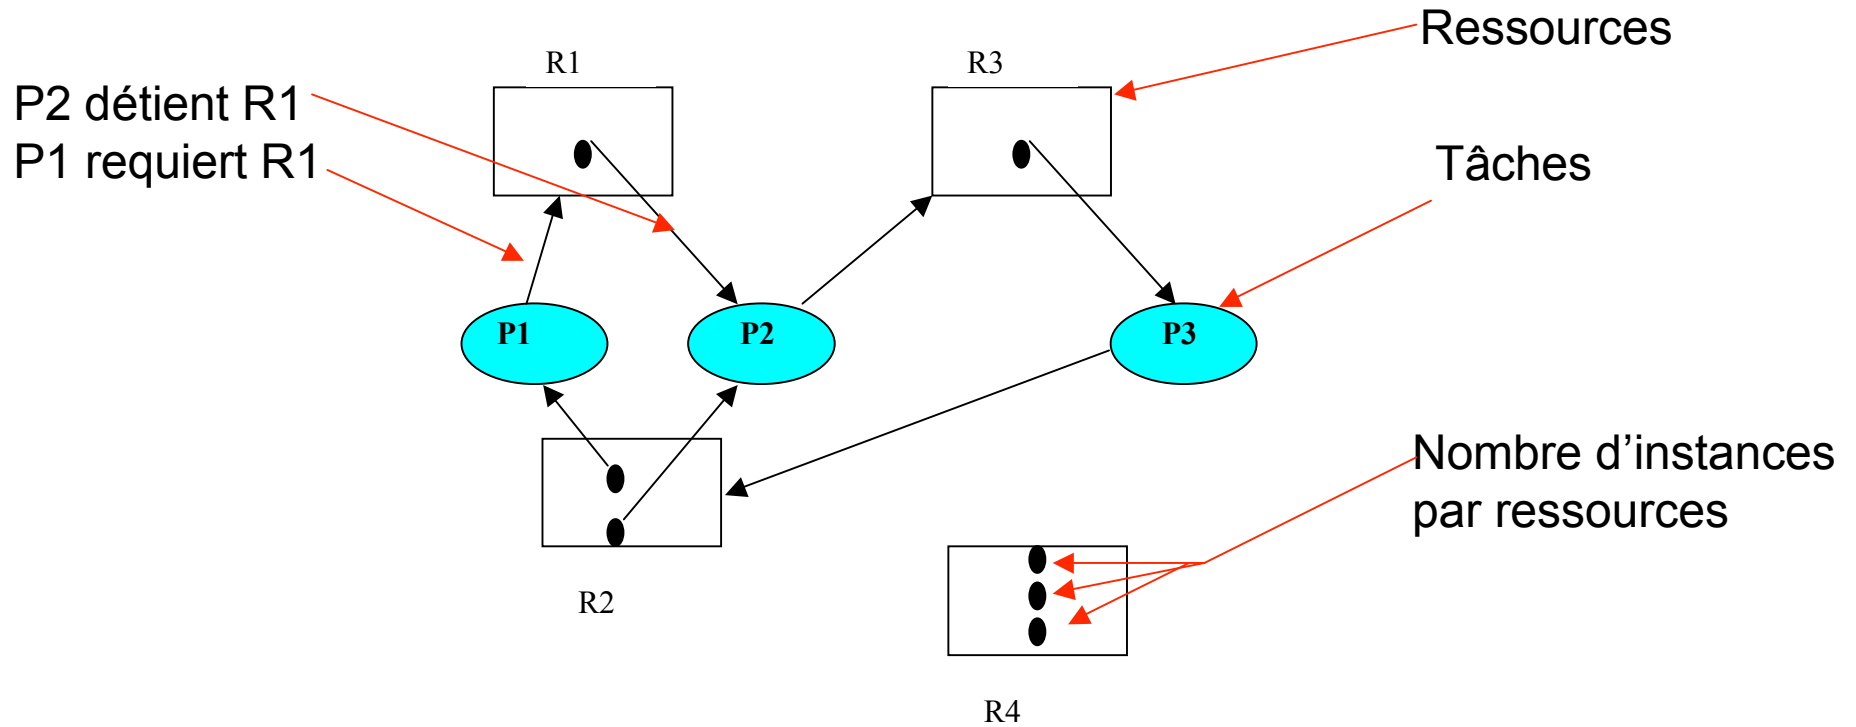 Ressources
R1
R3
P2 détient R1
P1 requiert R1
Tâches
P1
P2
P3
Nombre d’instances
par ressources
R2
R4